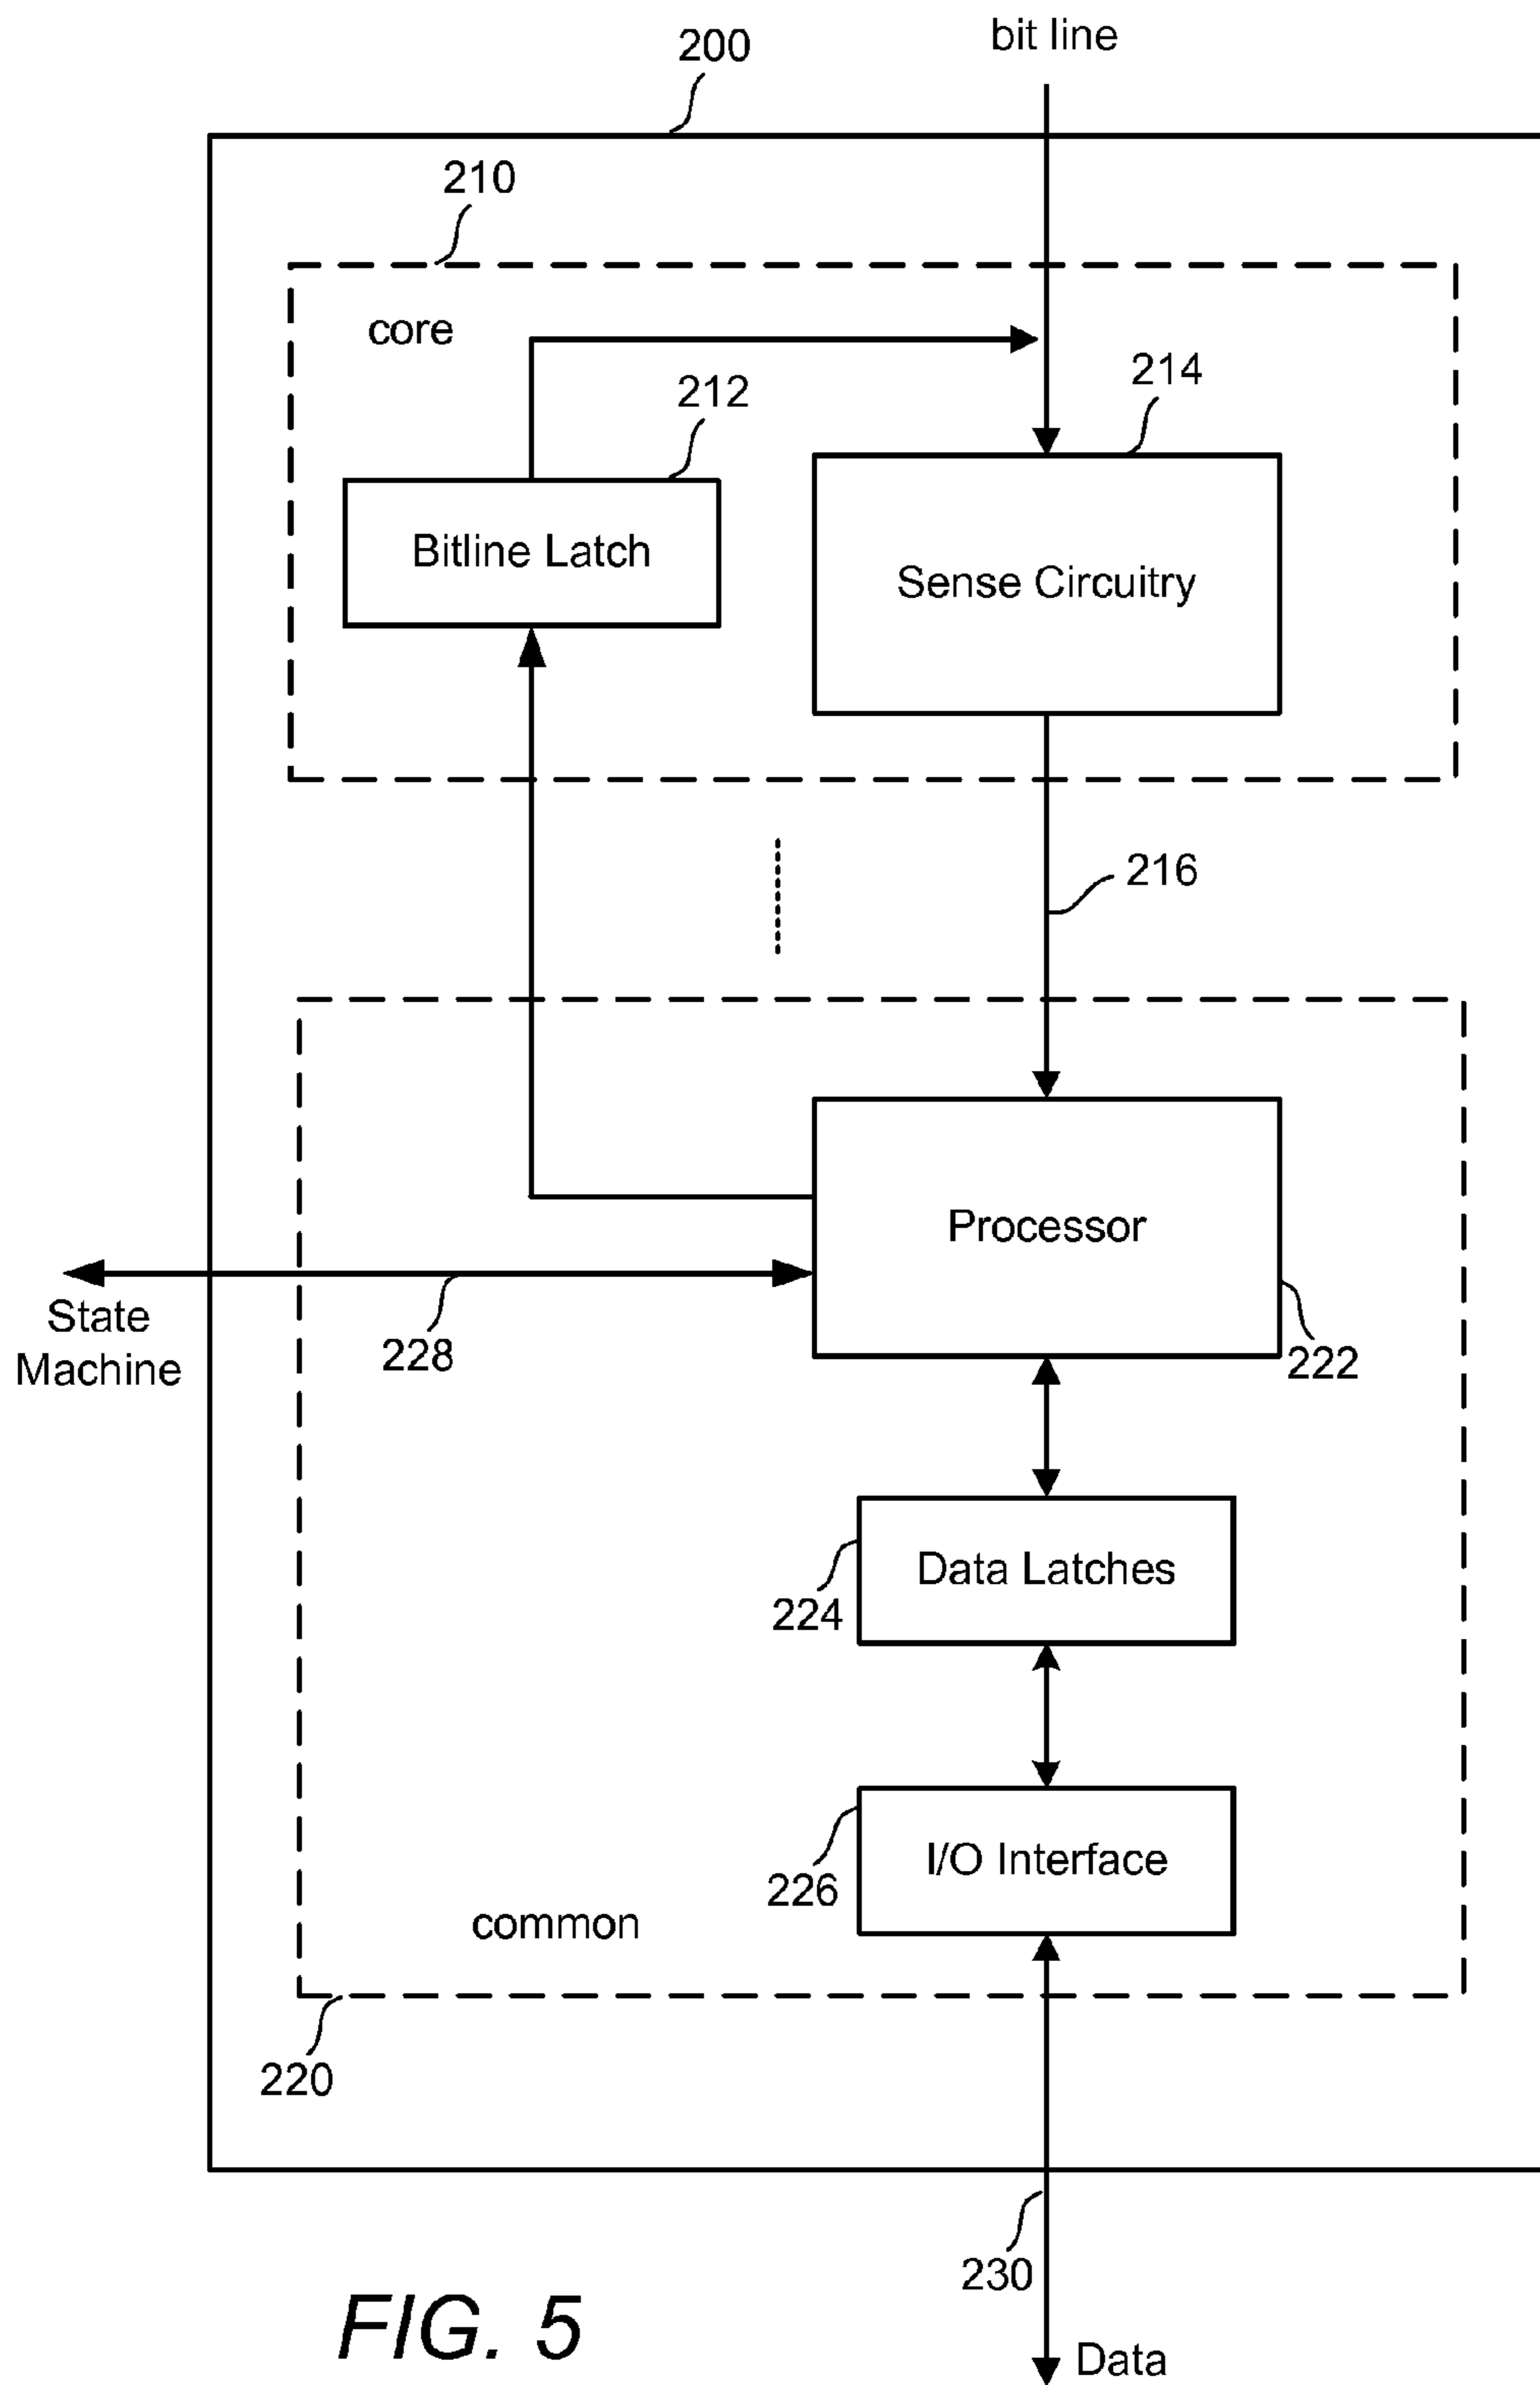 200
bit line
210
core
214
212
Bitline Latch
Sense Circuitry
216
Processor
State
Machine
228
222
Data Latches
224
I/O Interface
226
common
220
230
FIG. 5
Data